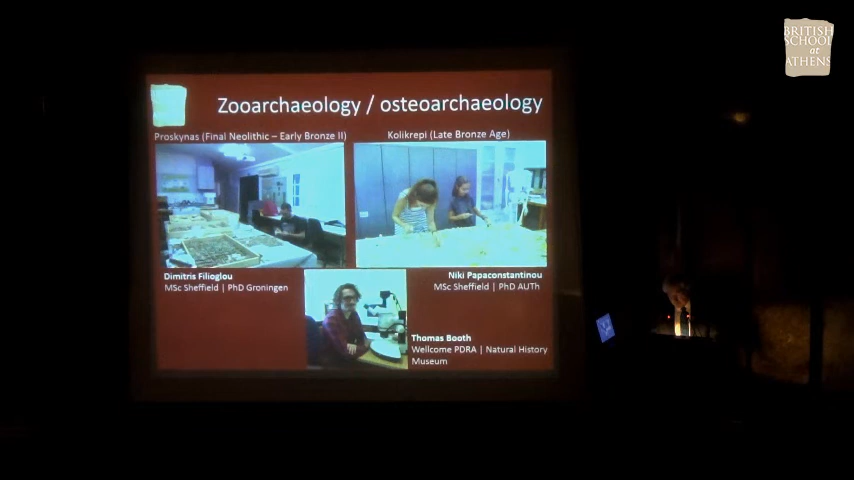 BRITISH
SCHOOL
at
ATHENS
Zooarchaeology / osteoarchaeology
Proskynas (Final Neolithic – Early Bronze II)
Kolikrepi (Late Bronze Age)
Dimitris Filioglou
MSc Sheffield | PhD Groningen
Niki Papaconstantinou
MSc Sheffield | PhD AUTh
Thomas Booth
Wellcome PDRA | Natural History
Museum